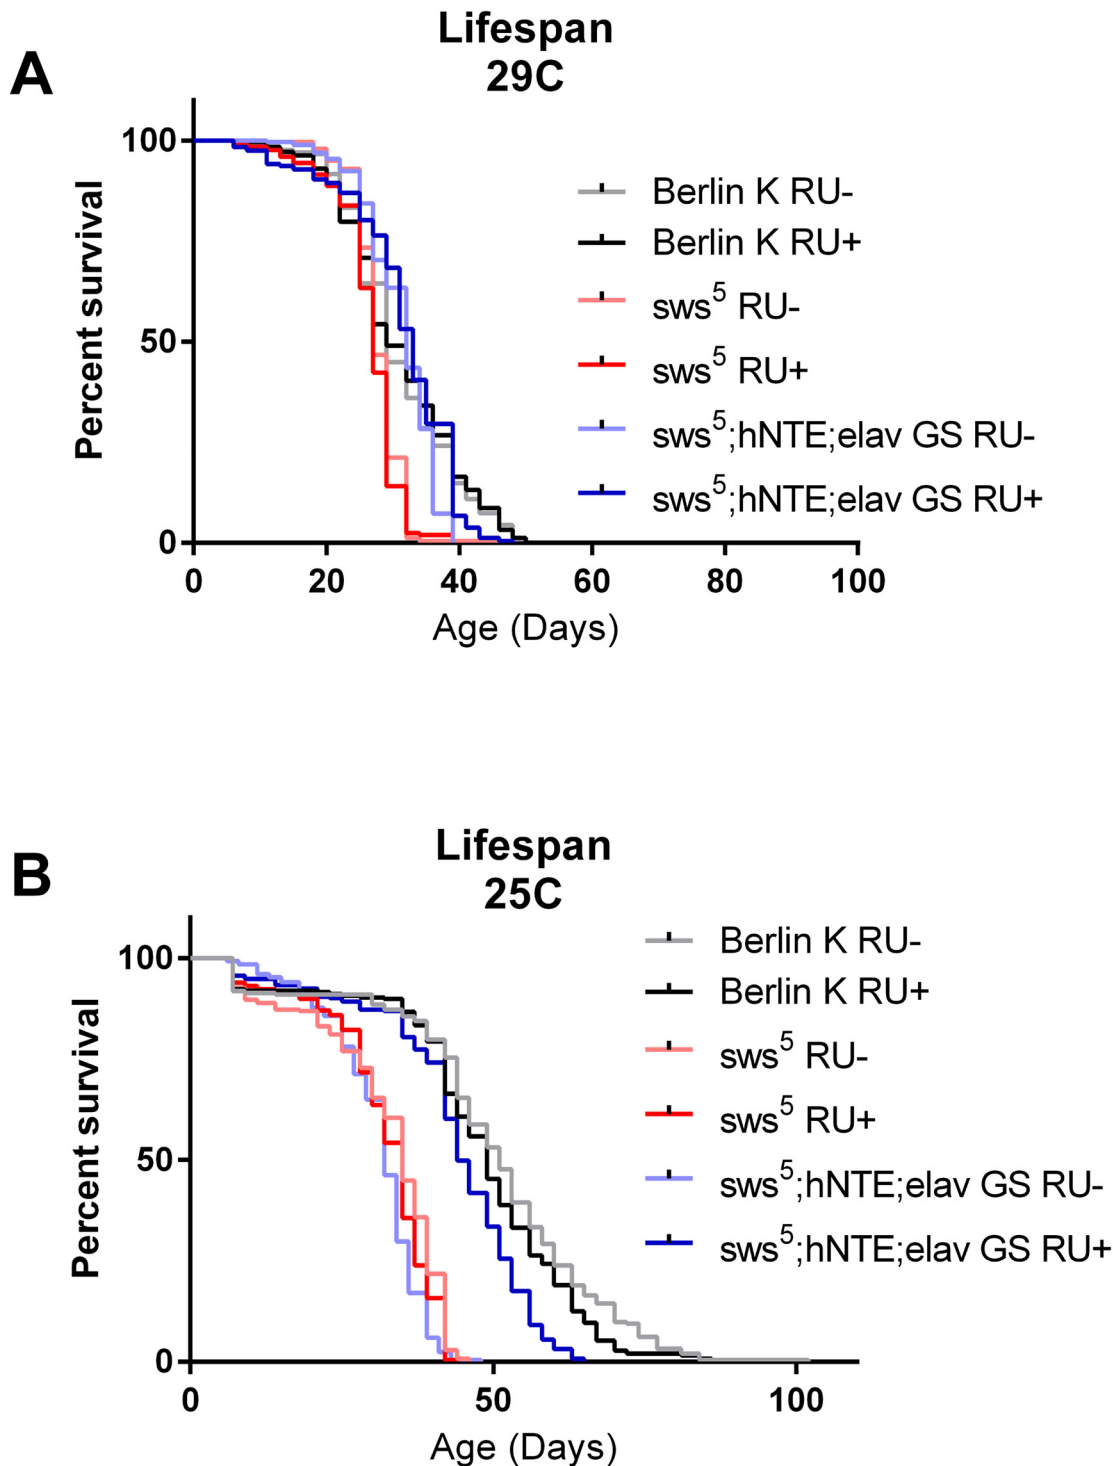 Lifespan
29C
A
Percent survival
100
50
0
0 20 40 60 80 100
Age (Days)
Berlin K RU-
Berlin K RU+
sws⁵ RU-
sws⁵ RU+
sws⁵;hNTE;elav GS RU-
sws⁵;hNTE;elav GS RU+
Lifespan
25C
B
Percent survival
100
50
0
0 50 100
Age (Days)
Berlin K RU-
Berlin K RU+
sws⁵ RU-
sws⁵ RU+
sws⁵;hNTE;elav GS RU-
sws⁵;hNTE;elav GS RU+